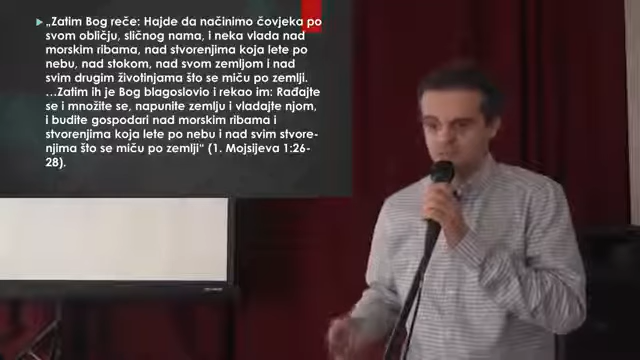 „Zatim Bog reče: Hajde da načinimo čovjeka po
svom obličju, sličnog nama, i neka vlada nad
morskim ribama, nad stvorenjima koja lete po
nebu, nad stokom, nad svom zemljom i nad
svim drugim životinjama što se miču po zemlji.
…Zatim ih je Bog blagoslovio i rekao im: Rađajte
se i množite se, napunite zemlju i vladajte njom,
i budite gospodari nad morskim ribama i
stvorenjima koja lete po nebu i nad svim stvore-
njima što se miču po zemlji“ (1. Mojsijeva 1:26-
28).